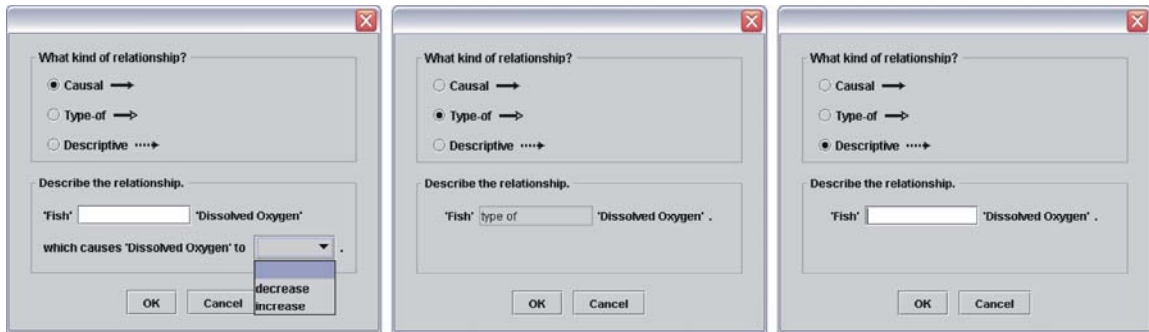 What kind of relationship?
Causal
Type-of
Descriptive
Describe the relationship.
'Fish' 'Dissolved Oxygen'
which causes 'Dissolved Oxygen' to .
decrease
increase
OK Cancel
What kind of relationship?
Causal
Type-of
Descriptive
Describe the relationship.
'Fish' type of 'Dissolved Oxygen' .
OK Cancel
What kind of relationship?
Causal
Type-of
Descriptive
Describe the relationship.
'Fish' 'Dissolved Oxygen' .
OK Cancel